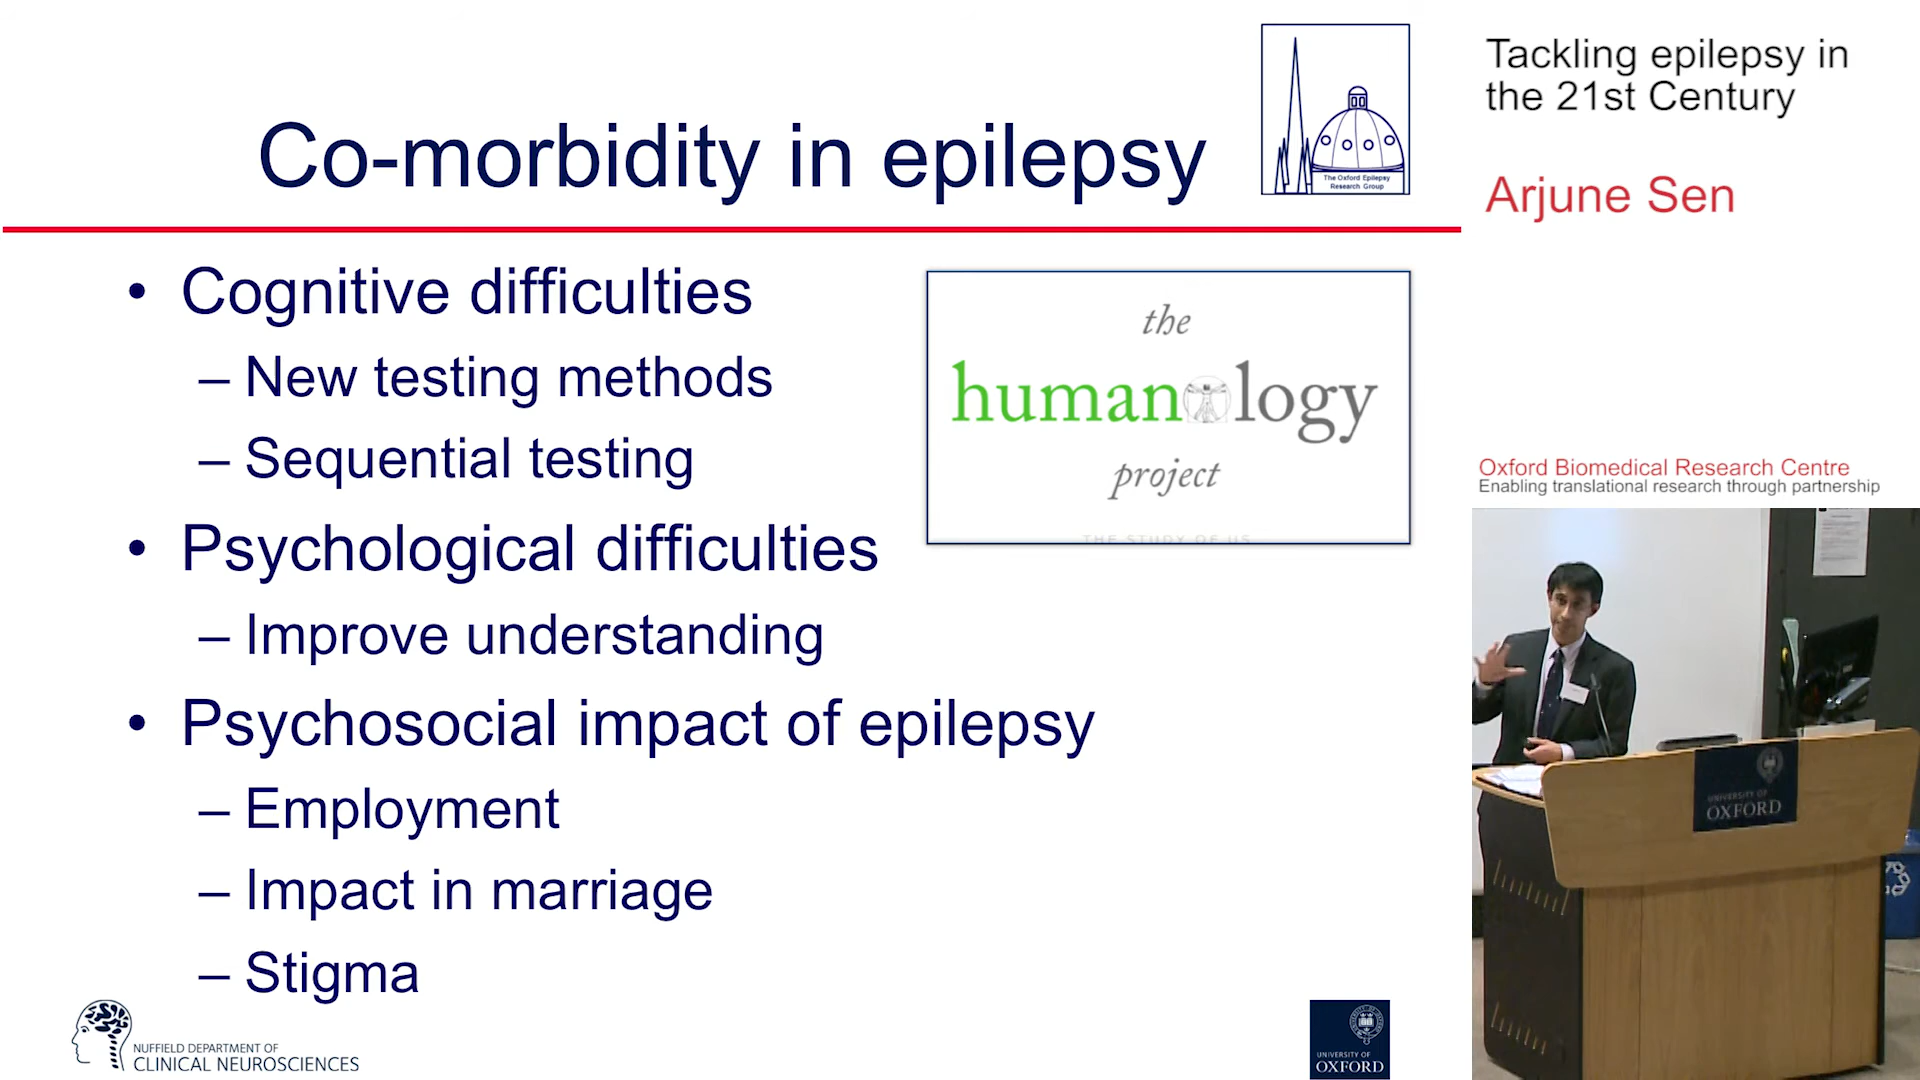 Co-morbidity in epilepsy
The Oxford Epilepsy
Research Group
• Cognitive difficulties
– New testing methods
– Sequential testing
• Psychological difficulties
– Improve understanding
• Psychosocial impact of epilepsy
– Employment
– Impact in marriage
– Stigma
the
humanology
project
THE STUDY OF US
NUFFIELD DEPARTMENT OF
CLINICAL NEUROSCIENCES
UNIVERSITY OF
OXFORD
Tackling epilepsy in
the 21st Century
Arjune Sen
Oxford Biomedical Research Centre
Enabling translational research through partnership
UNIVERSITY OF
OXFORD